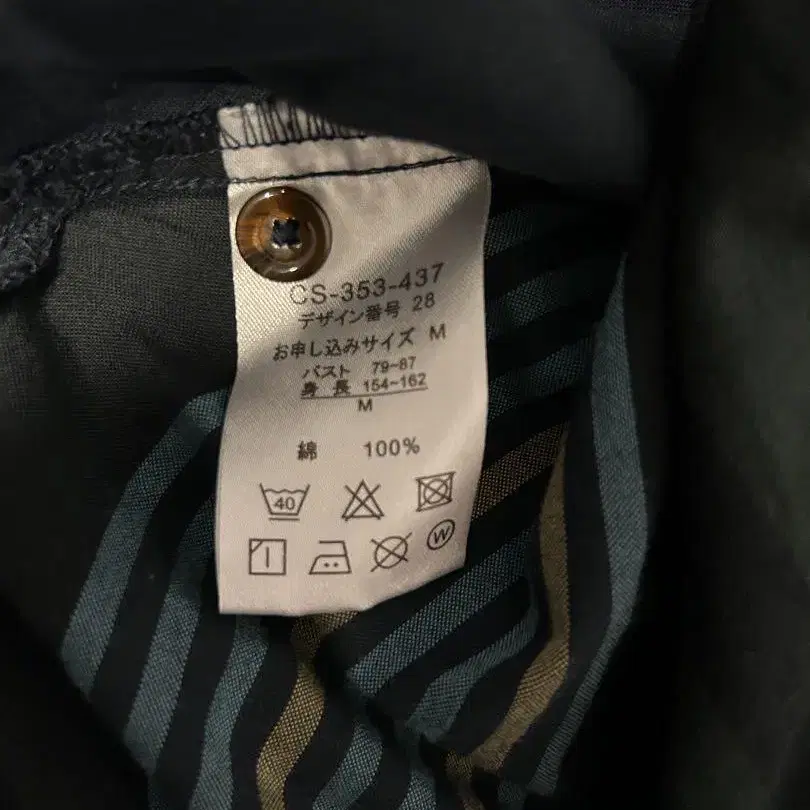 CS-353-437
デザイン番号 28
お申し込みサイズ M
バスト 79-87
身 長 154-162
M
綿 100%
40
W